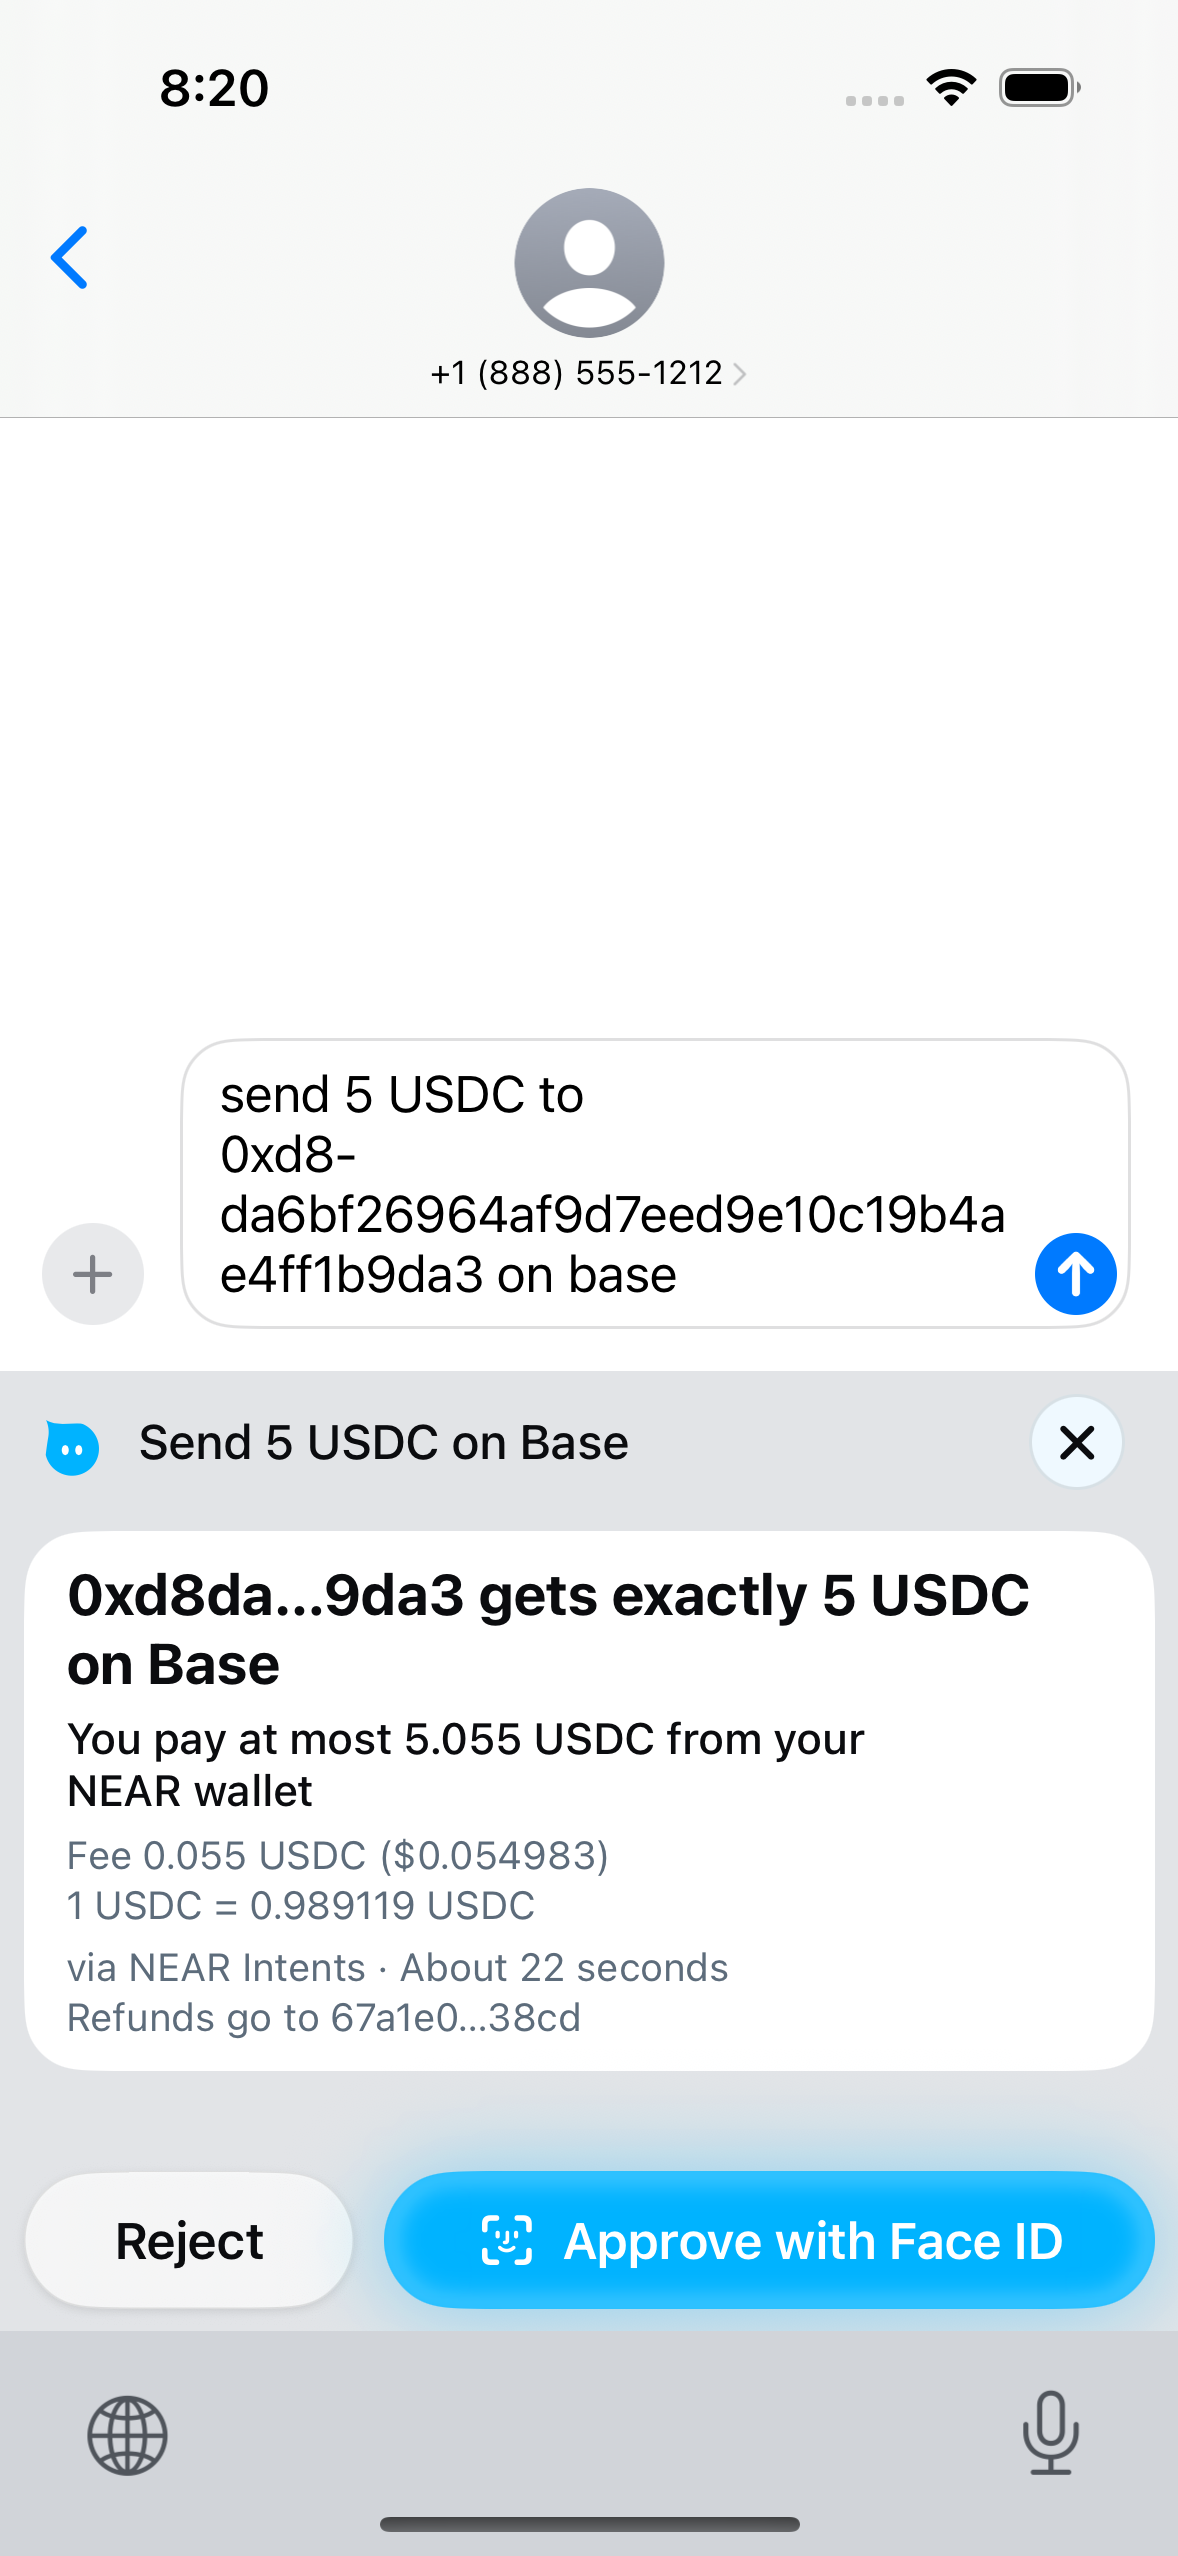 8:20
+1 (888) 555-1212
send 5 USDC to
0xd8-
da6bf26964af9d7eed9e10c19b4a
e4ff1b9da3 on base
Send 5 USDC on Base
0xd8da...9da3 gets exactly 5 USDC
on Base
You pay at most 5.055 USDC from your
NEAR wallet
Fee 0.055 USDC ($0.054983)
1 USDC = 0.989119 USDC
via NEAR Intents · About 22 seconds
Refunds go to 67a1e0...38cd
Reject
Approve with Face ID